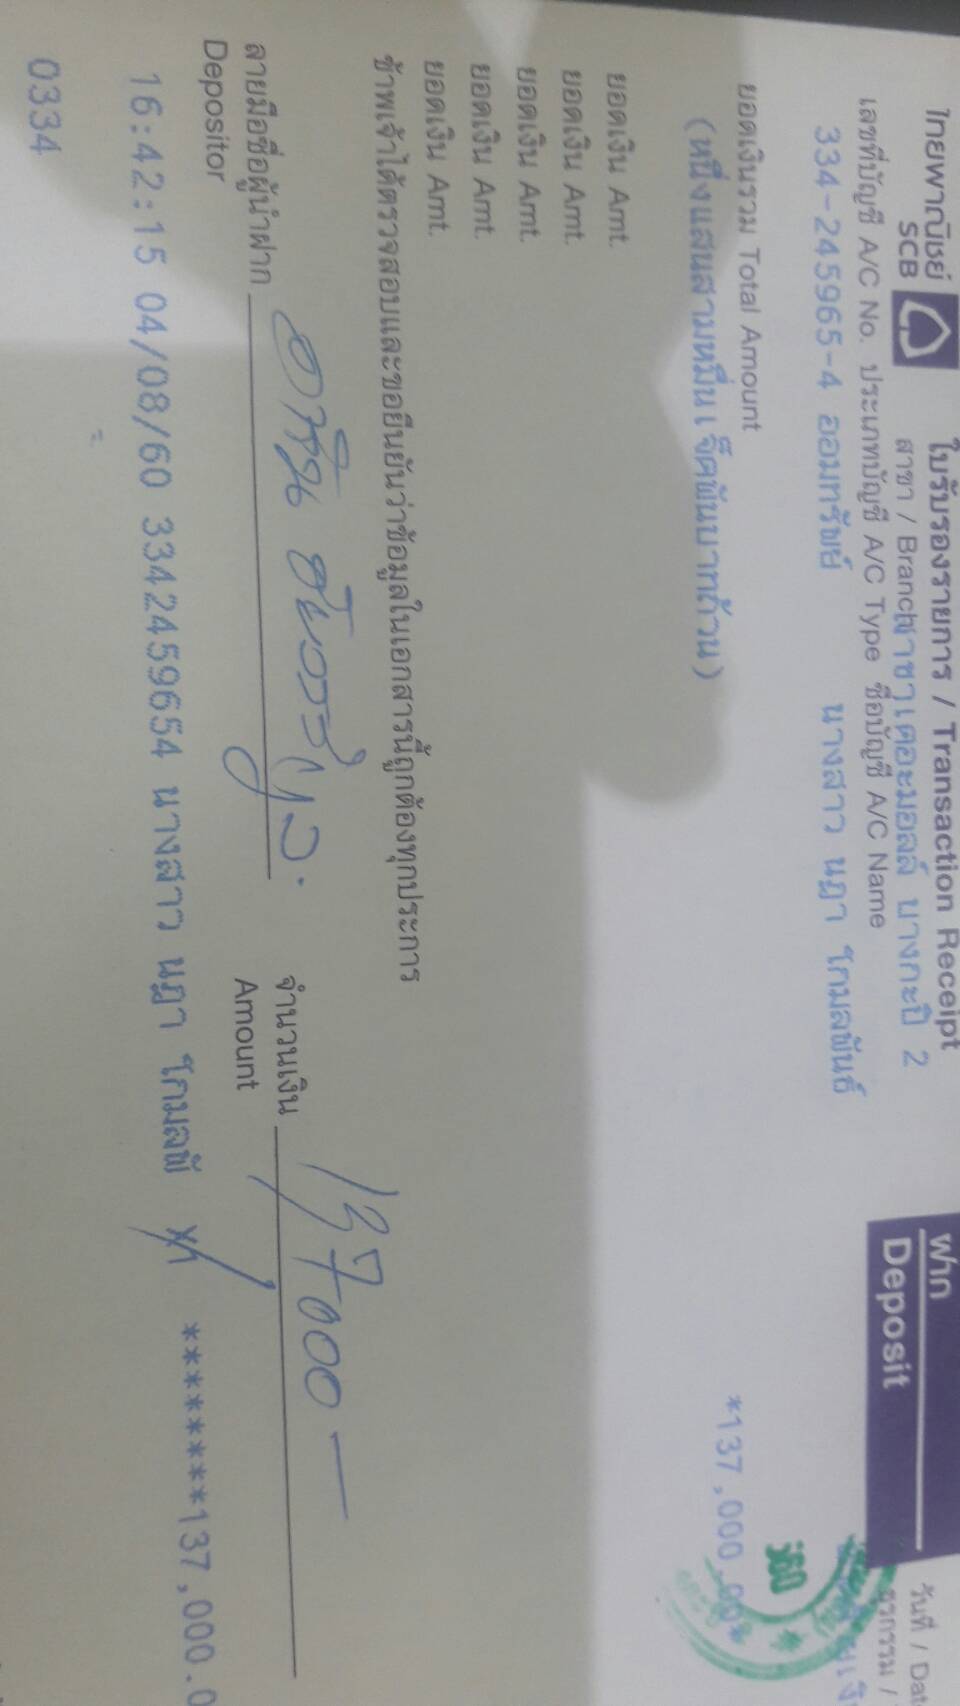 ไทยพาณิชย์
SCB
ใบรับรองรายการ / Transaction Receipt
สาขา / Branch สาขาเดอะมอลล์ บางกะปิ 2
ฝาก
Deposit
วันที่ / Dat
เลขที่บัญชี A/C No. ประเภทบัญชี A/C Type ชื่อบัญชี A/C Name
334-245965-4 ออมทรัพย์ นางสาว นฎา โกมลพันธ์
ยอดเงินรวม Total Amount
*137,000.00*
(หนึ่งแสนสามหมื่นเจ็ดพันบาทถ้วน)
560
ยอดเงิน Amt.
ยอดเงิน Amt.
ยอดเงิน Amt.
ยอดเงิน Amt.
ยอดเงิน Amt.
ข้าพเจ้าได้ตรวจสอบและขอยืนยันว่าข้อมูลในเอกสารนี้ถูกต้องทุกประการ
ลายมือชื่อผู้นำฝาก
Depositor
จำนวนเงิน 137000 -
Amount
16:42:15 04/08/60 3342459654 นางสาว นฎา โกมลพั *******137,000.0
0334